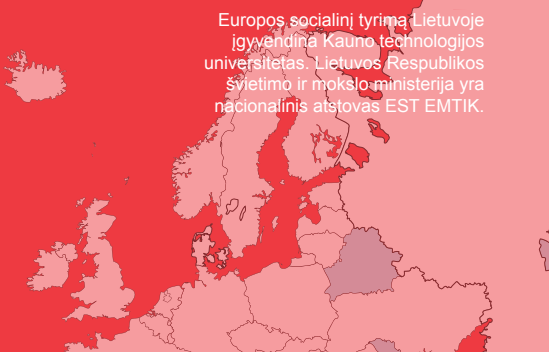 Europos socialinį tyrimą Lietuvoje
įgyvendina Kauno technologijos
universitetas. Lietuvos Respublikos
švietimo ir mokslo ministerija yra
nacionalinis atstovas EST EMTIK.